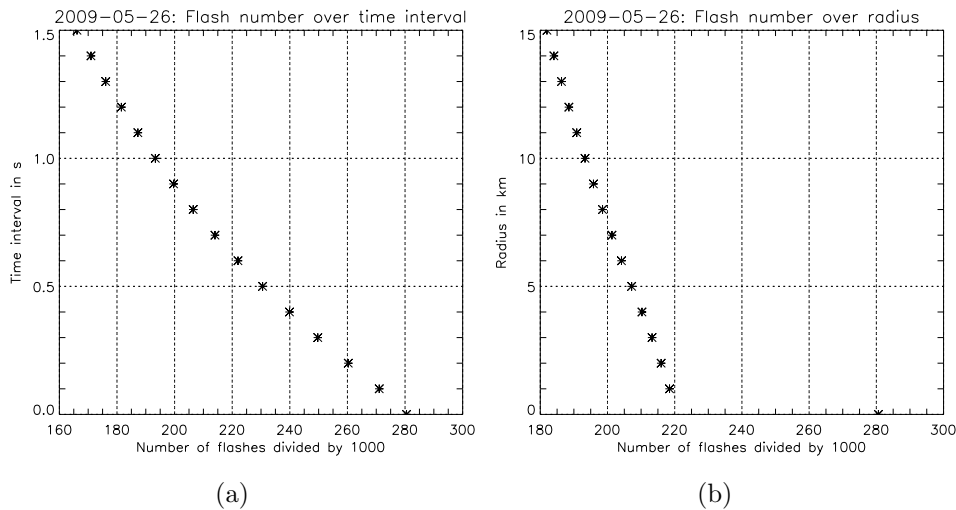 2009-05-26: Flash number over time interval
1.5
1.0
0.5
0.0
Time interval in s
160 180 200 220 240 260 280 300
Number of flashes divided by 1000
(a)
2009-05-26: Flash number over radius
15
10
5
0
Radius in km
180 200 220 240 260 280 300
Number of flashes divided by 1000
(b)